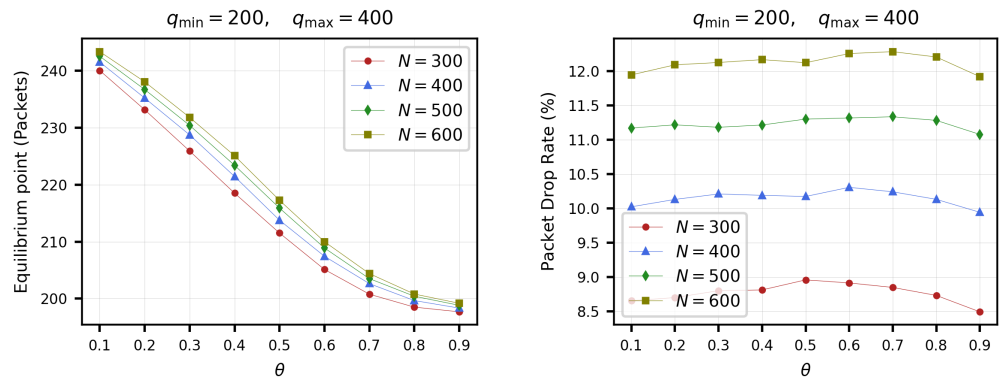 q_min = 200,   q_max = 400
Equilibrium point (Packets)
240
230
220
210
200
N = 300
N = 400
N = 500
N = 600
0.1 0.2 0.3 0.4 0.5 0.6 0.7 0.8 0.9
θ
q_min = 200,   q_max = 400
Packet Drop Rate (%)
12.0
11.5
11.0
10.5
10.0
9.5
9.0
8.5
N = 300
N = 400
N = 500
N = 600
0.1 0.2 0.3 0.4 0.5 0.6 0.7 0.8 0.9
θ